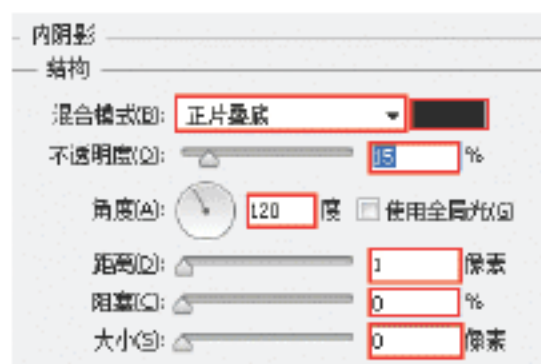 内阴影
结构
混合模式(B): 正片叠底
不透明度(O): 15 %
角度(A): 120 度 使用全局光(G)
距离(D): 1 像素
阻塞(C): 0 %
大小(S): 0 像素